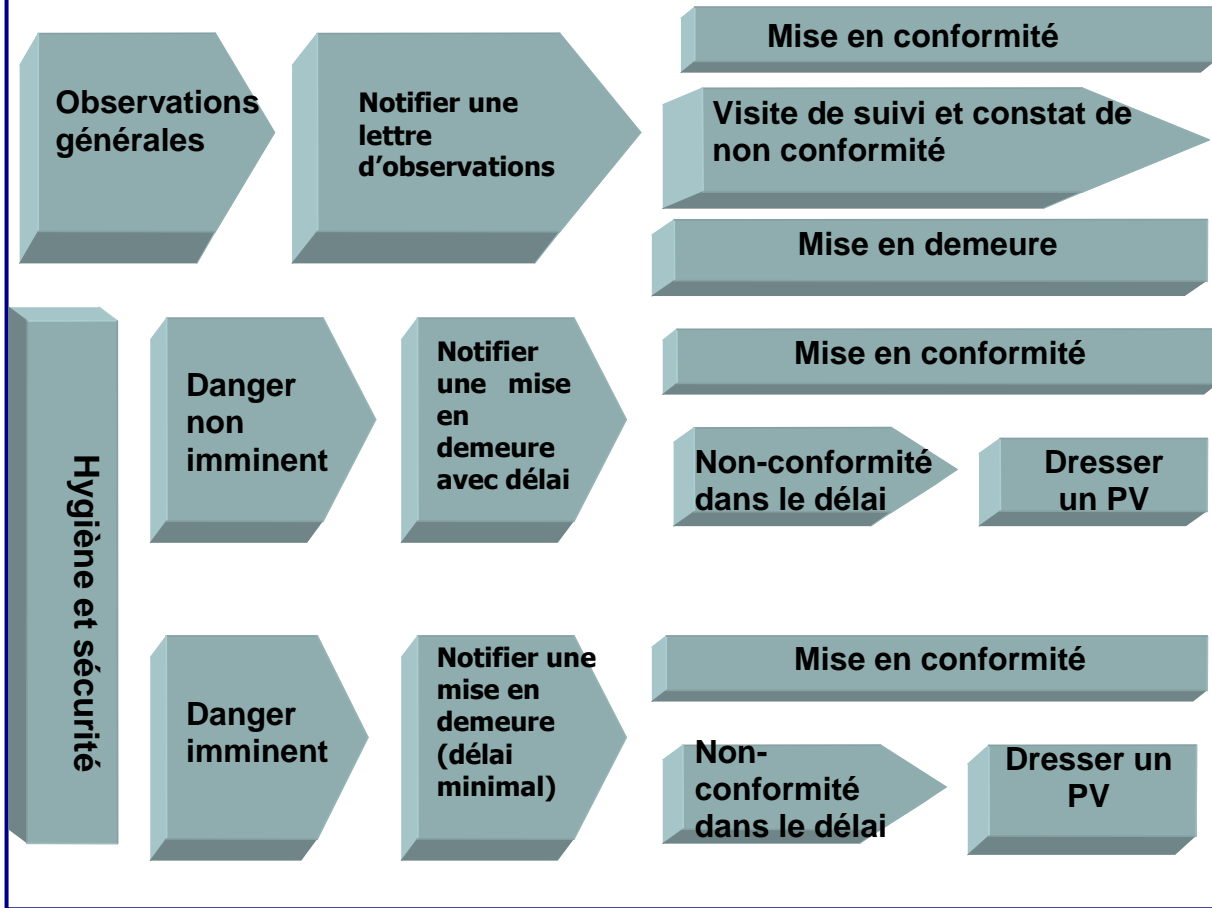 Observations
générales
Notifier une
lettre
d’observations
Mise en conformité
Visite de suivi et constat de
non conformité
Mise en demeure
Hygiène et sécurité
Danger
non
imminent
Notifier
une mise
en
demeure
avec délai
Mise en conformité
Non-conformité
dans le délai
Dresser
un PV
Danger
imminent
Notifier une
mise en
demeure
(délai
minimal)
Mise en conformité
Non-
conformité
dans le délai
Dresser un
PV